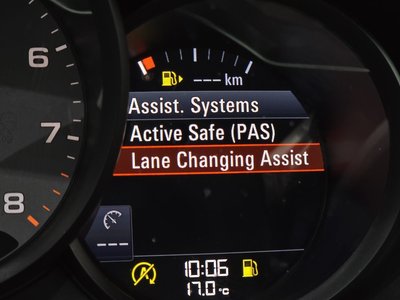 6
7
8
--- km
Assist. Systems
Active Safe (PAS)
Lane Changing Assist
---
A
10:06
17.0°C